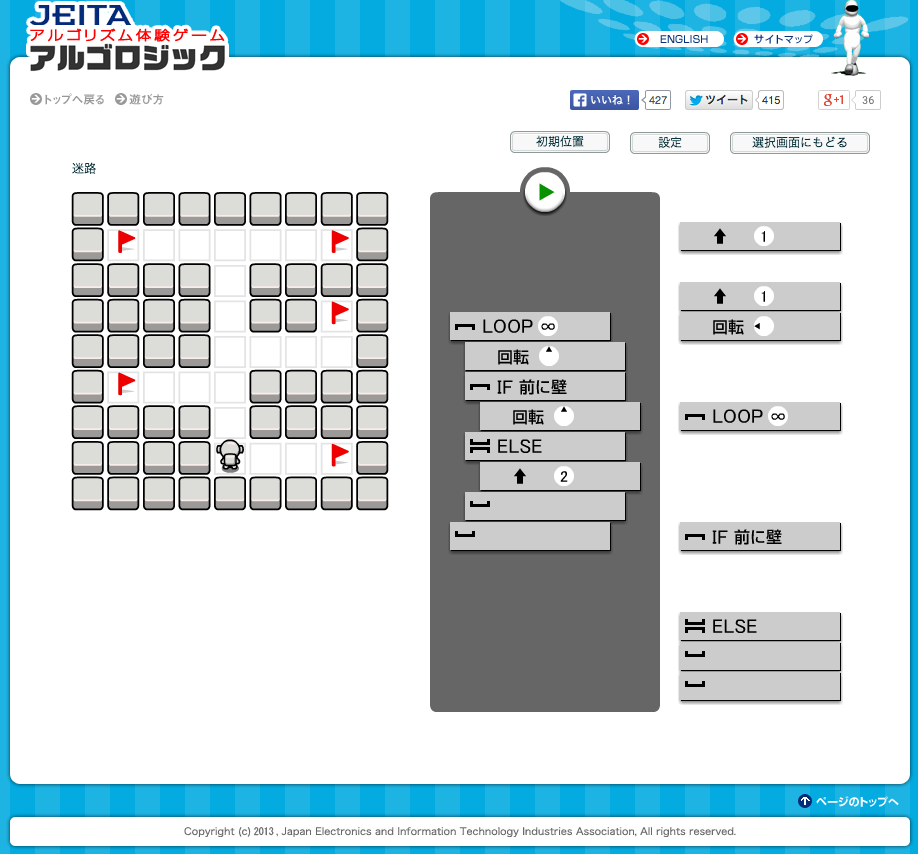 JEITA
アルゴリズム体験ゲーム
アルゴロジック
ENGLISH
サイトマップ
トップへ戻る
遊び方
いいね！ 427
ツイート 415
g+1 36
初期位置
設定
選択画面にもどる
迷路
LOOP ∞
回転
IF 前に壁
回転
ELSE
2
1
1
回転
LOOP ∞
IF 前に壁
ELSE
ページのトップへ
Copyright (c) 2013 , Japan Electronics and Information Technology Industries Association, All rights reserved.